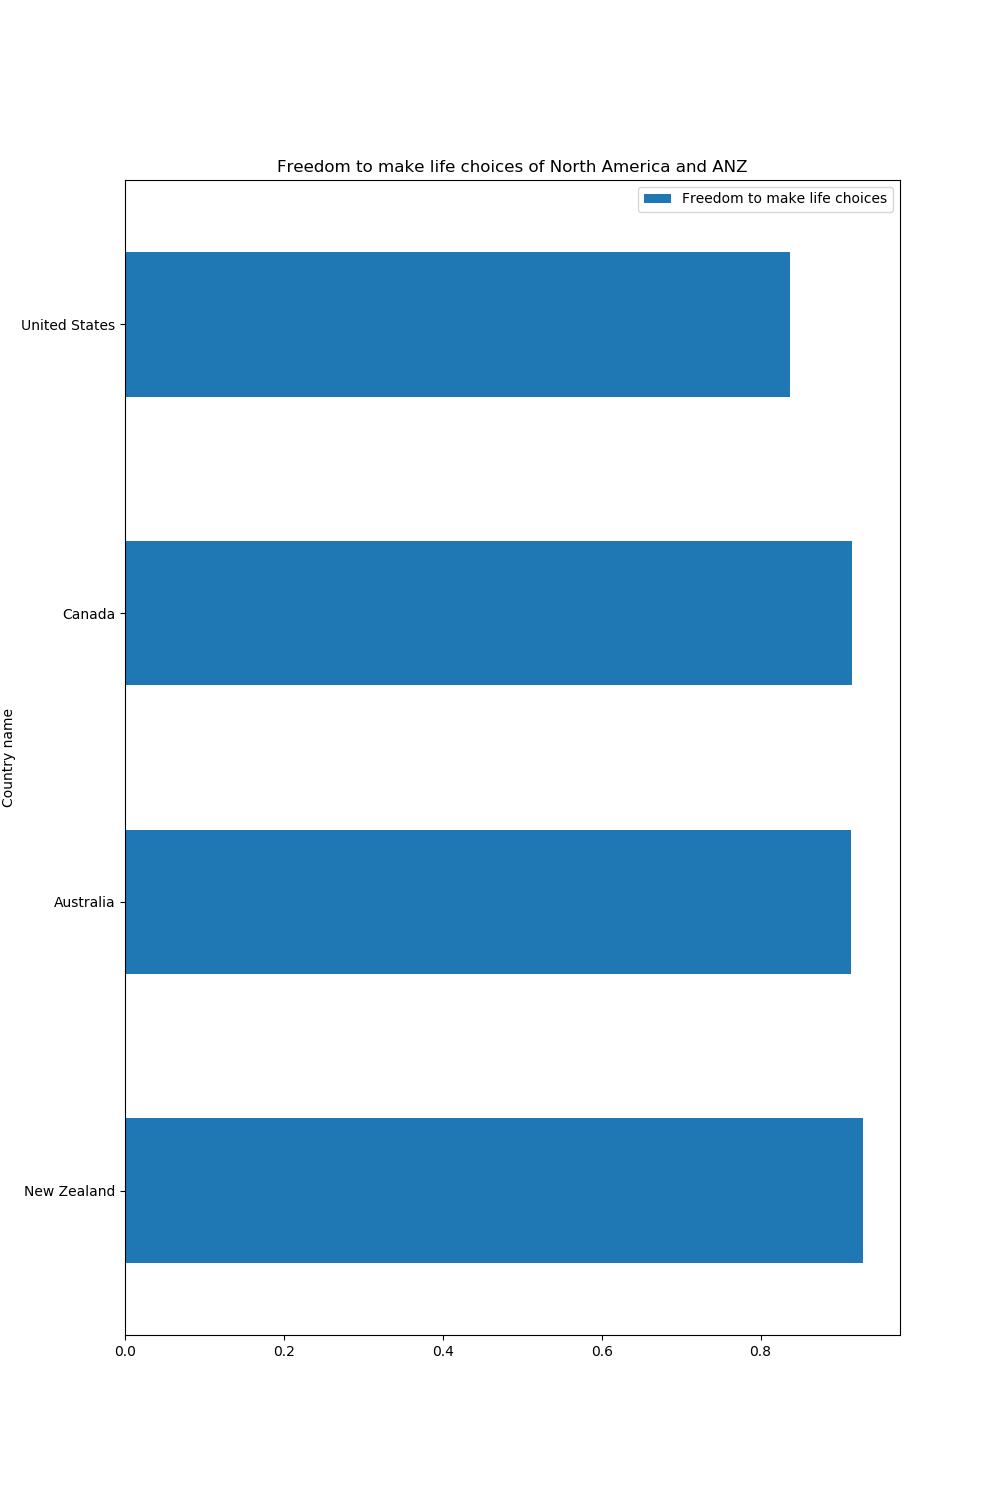 Freedom to make life choices of North America and ANZ
Freedom to make life choices
United States
Canada
Country name
Australia
New Zealand
0.0 0.2 0.4 0.6 0.8